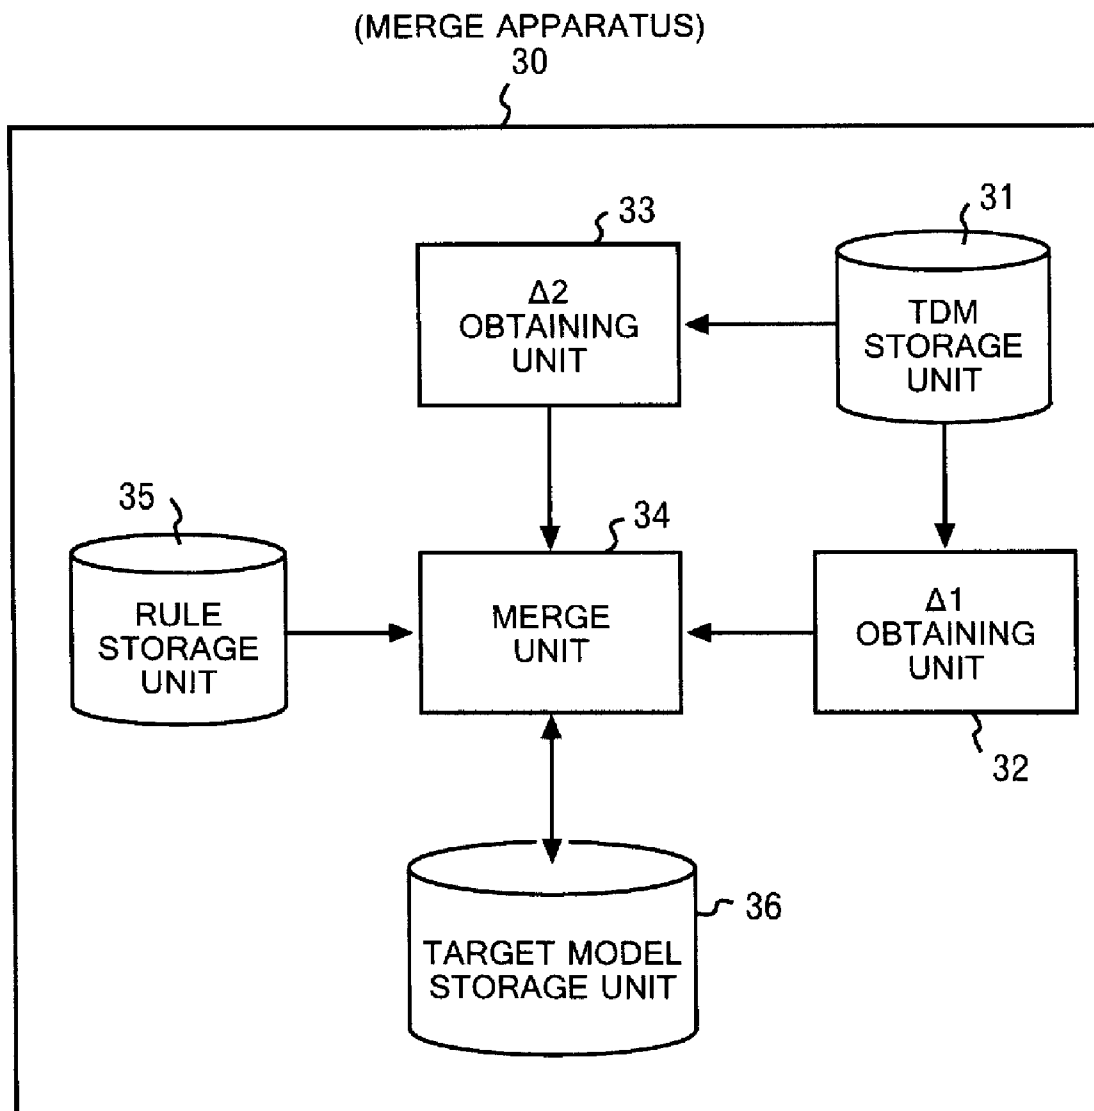 (MERGE APPARATUS)
30
33
31
Δ2
OBTAINING
UNIT
TDM
STORAGE
UNIT
35
34
RULE
STORAGE
UNIT
MERGE
UNIT
Δ1
OBTAINING
UNIT
32
36
TARGET MODEL
STORAGE UNIT